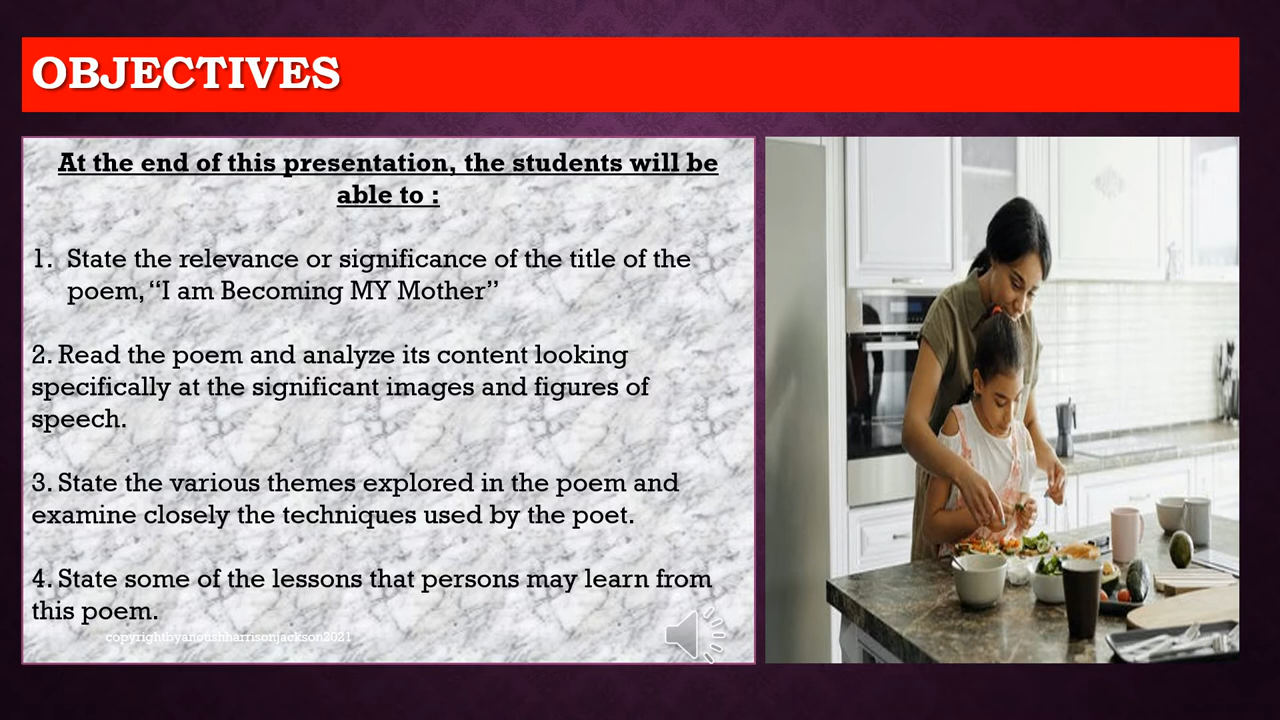 OBJECTIVES
At the end of this presentation, the students will be
able to :
1. State the relevance or significance of the title of the
poem, “I am Becoming MY Mother”
2. Read the poem and analyze its content looking
specifically at the significant images and figures of
speech.
3. State the various themes explored in the poem and
examine closely the techniques used by the poet.
4. State some of the lessons that persons may learn from
this poem.
copyrightbyanoushharrisonjackson2021